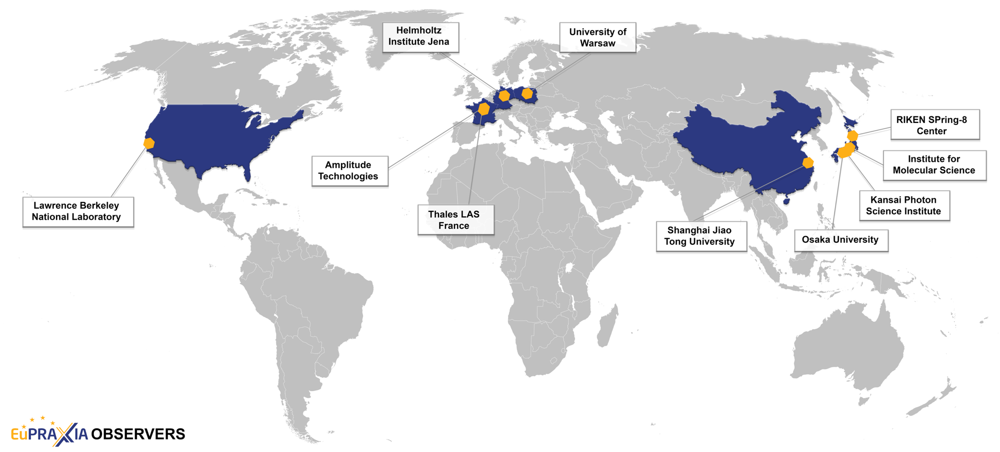 Helmholtz
Institute Jena
University of
Warsaw
RIKEN SPring-8
Center
Amplitude
Technologies
Institute for
Molecular Science
Lawrence Berkeley
National Laboratory
Thales LAS
France
Kansai Photon
Science Institute
Shanghai Jiao
Tong University
Osaka University
EuPRAXIA OBSERVERS